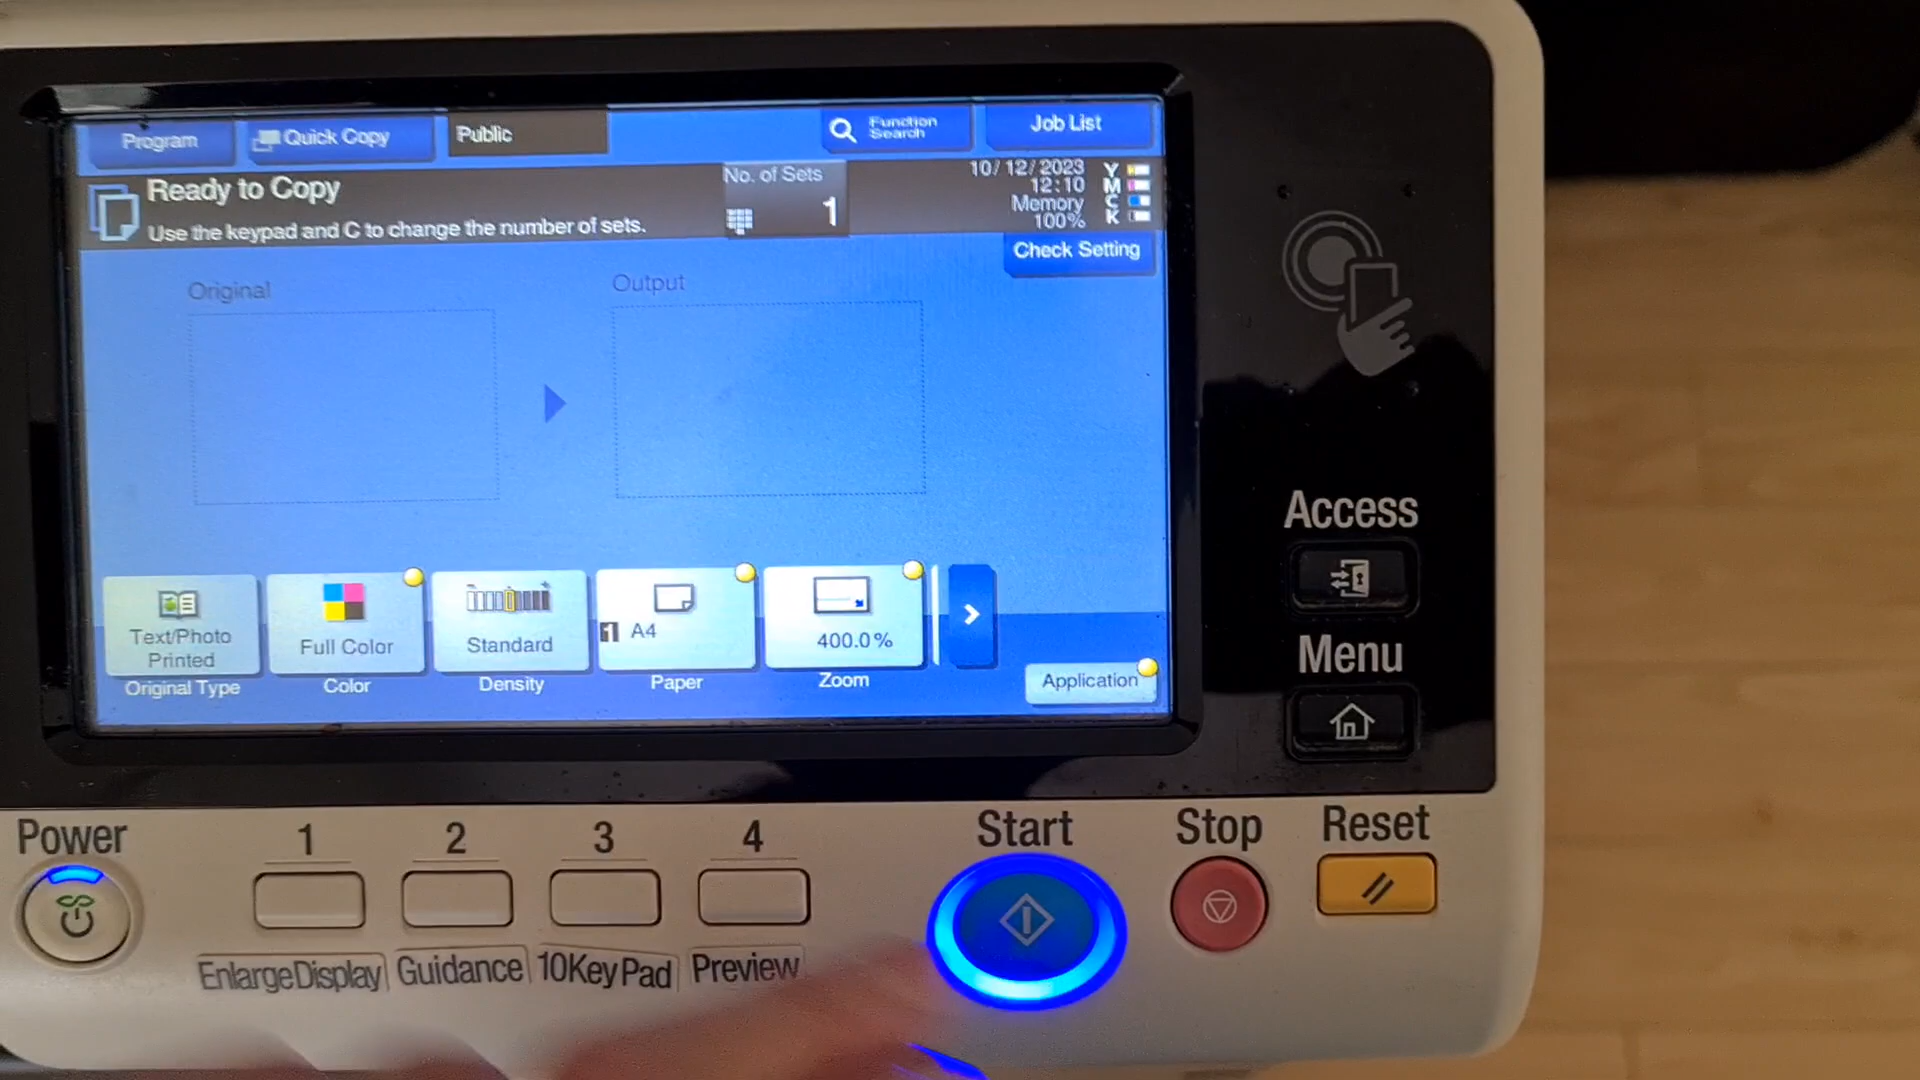 Program
Quick Copy
Public
Function Search
Job List
Ready to Copy
Use the keypad and C to change the number of sets.
No. of Sets
1
10/12/2023
12:10
Memory
100%
Y
M
C
K
Check Setting
Original
Output
Text/Photo
Printed
Full Color
Standard
1 A4
400.0%
Original Type
Color
Density
Paper
Zoom
Application
Access
Menu
Power
1
2
3
4
Start
Stop
Reset
Enlarge Display
Guidance
10Key Pad
Preview